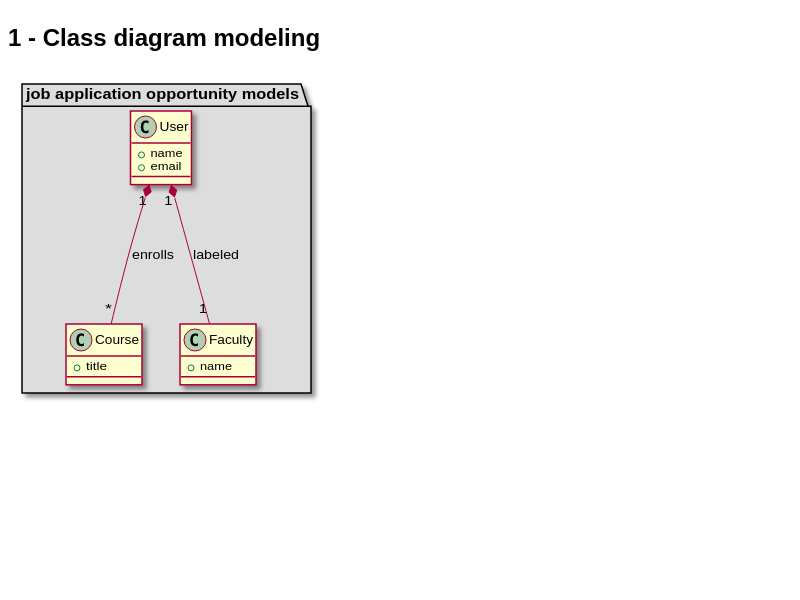 1 - Class diagram modeling
job application opportunity models
C User
name
email
1 1
enrolls labeled
* 1
C Course C Faculty
title name